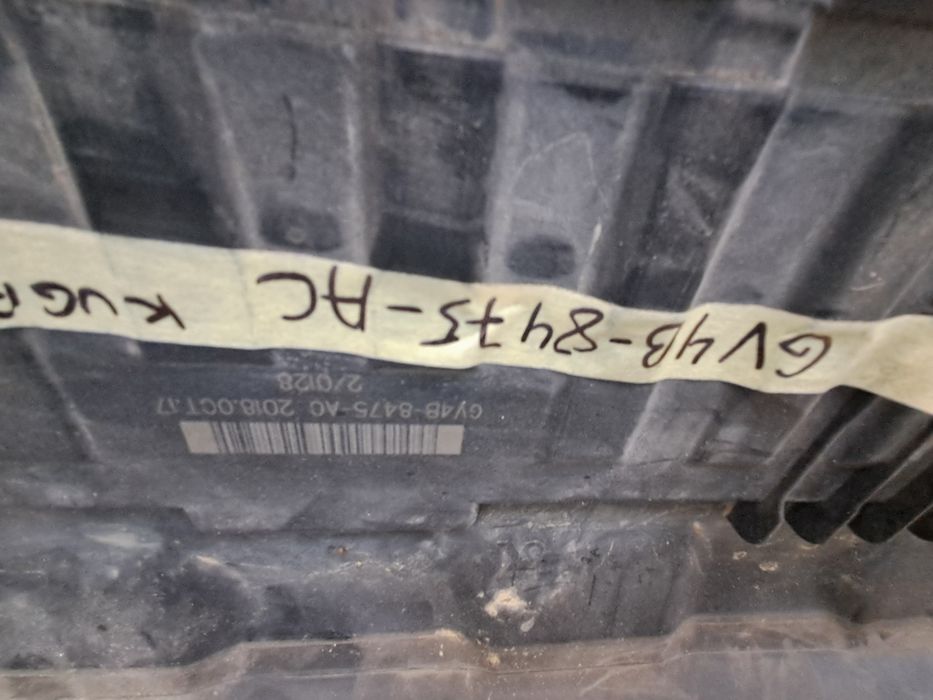 GV4B-8475-AC 2018.OCT.17
2/0128
GV4B-8475-AC KUGA